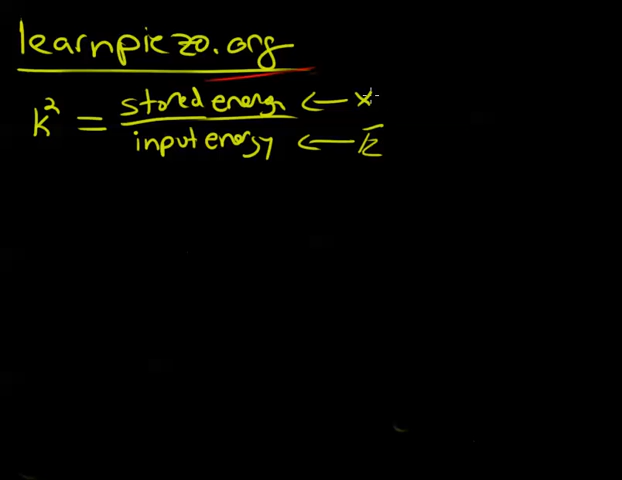 learnpiezo.org
k² = stored energy ← x
input energy ← E